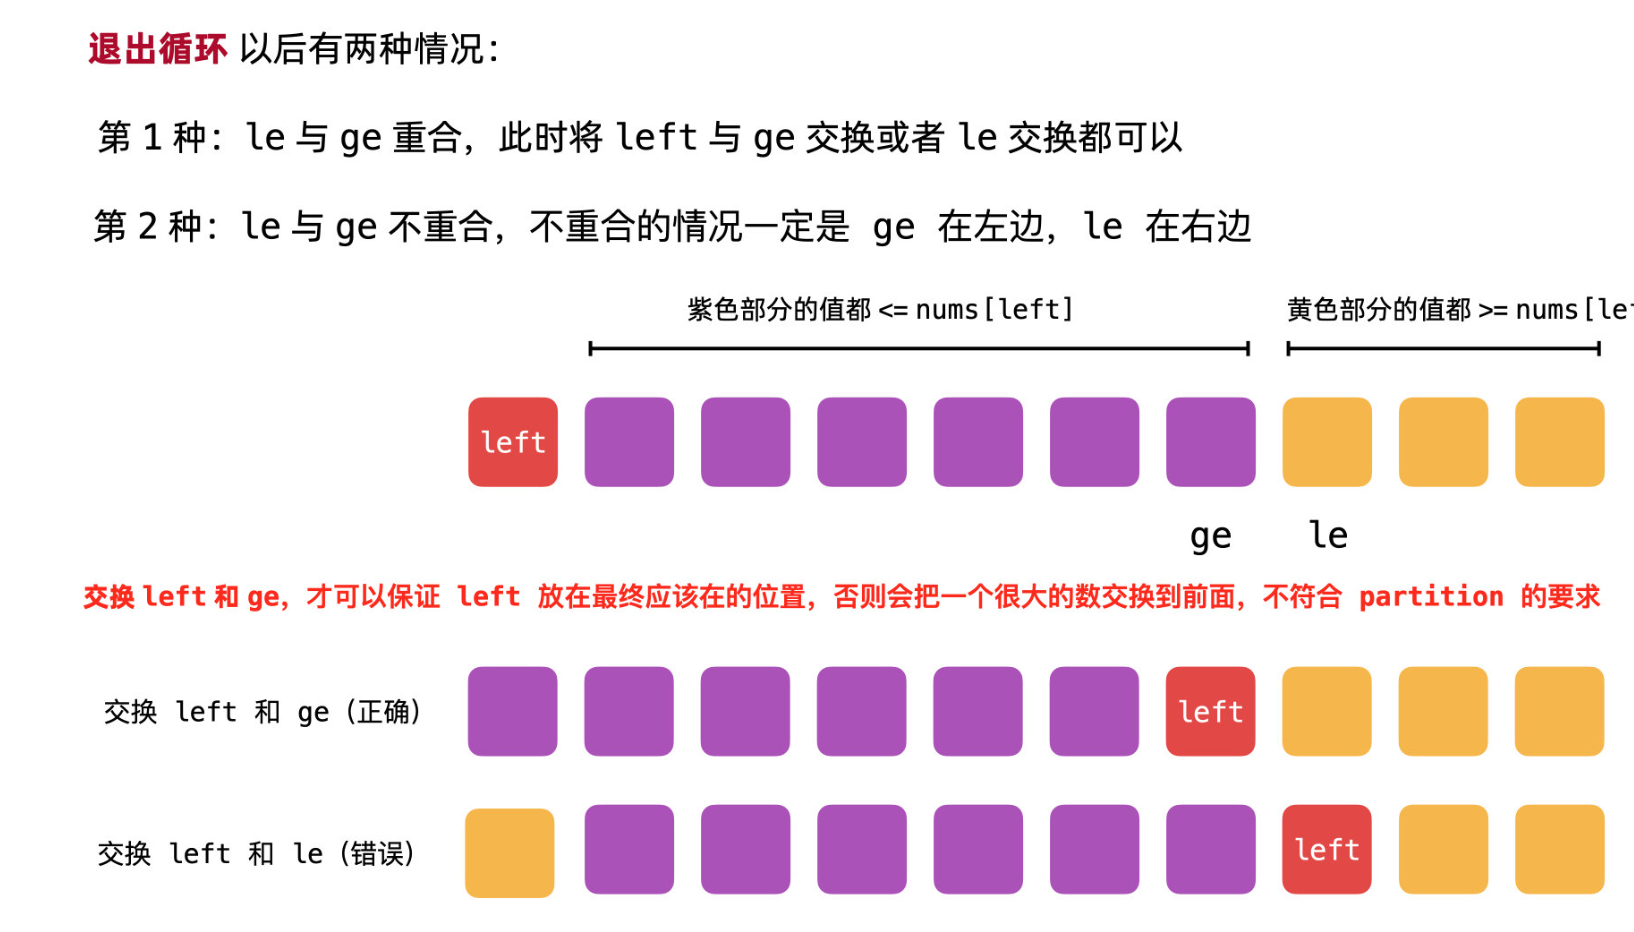 退出循环 以后有两种情况：
第 1 种：le 与 ge 重合，此时将 left 与 ge 交换或者 le 交换都可以
第 2 种：le 与 ge 不重合，不重合的情况一定是 ge 在左边，le 在右边
紫色部分的值都 <= nums[left]
黄色部分的值都 >= nums[le
left
ge
le
交换 left 和 ge，才可以保证 left 放在最终应该在的位置，否则会把一个很大的数交换到前面，不符合 partition 的要求
交换 left 和 ge（正确）
left
交换 left 和 le（错误）
left